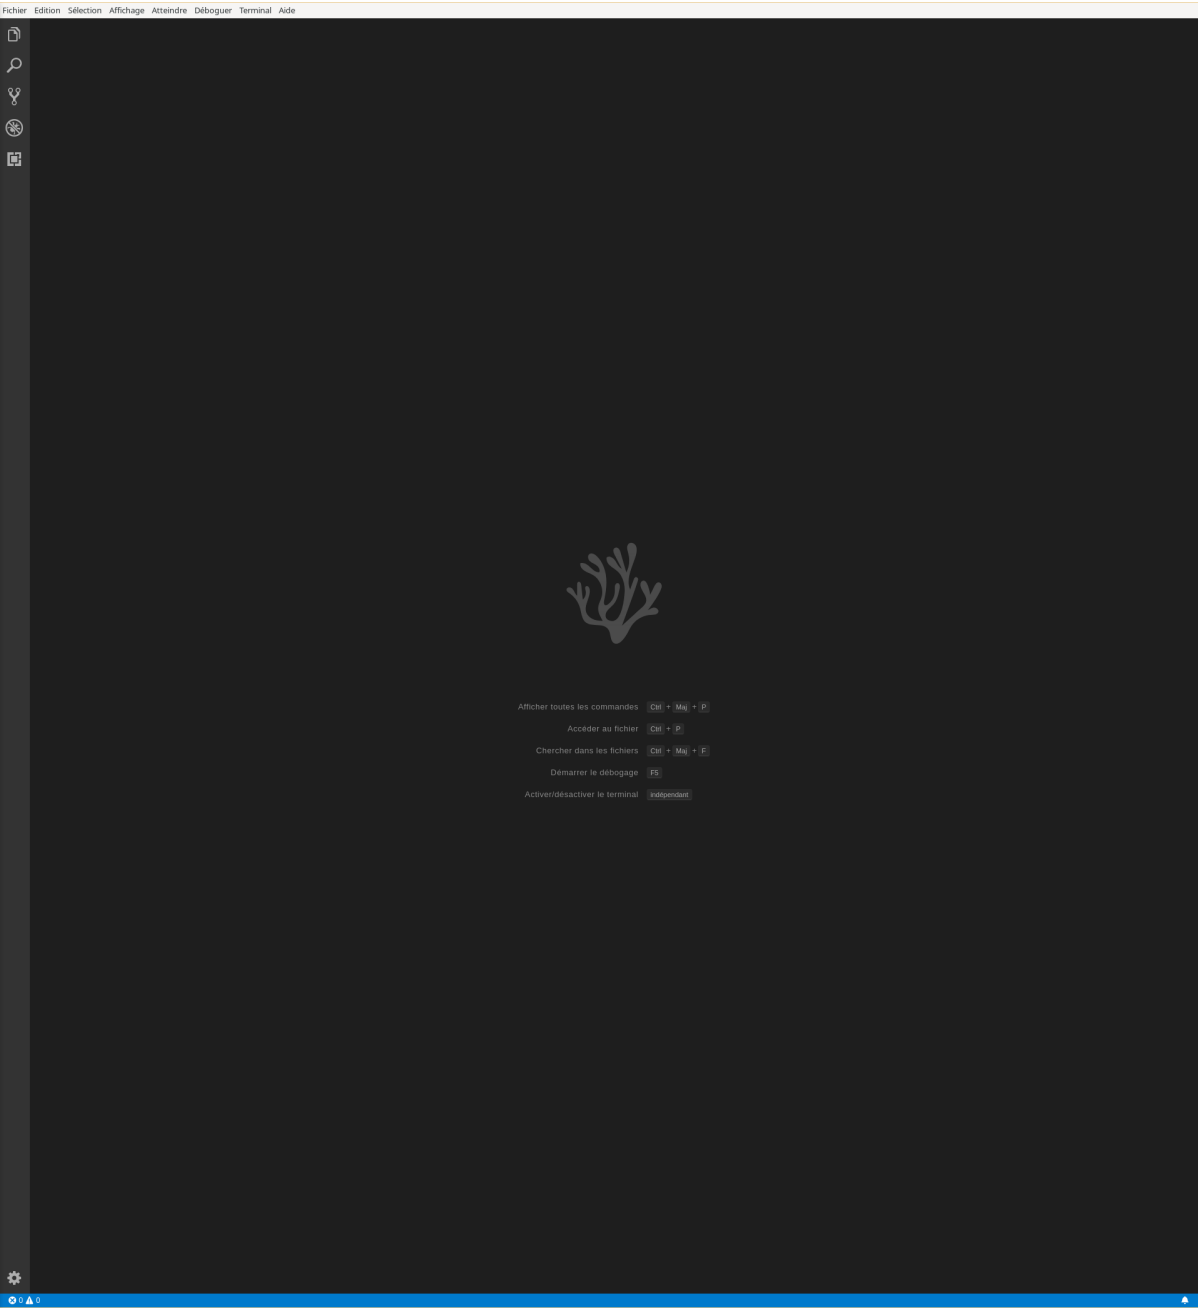 Fichier Edition Sélection Affichage Atteindre Déboguer Terminal Aide
Afficher toutes les commandes Ctrl + Maj + P
Accéder au fichier Ctrl + P
Chercher dans les fichiers Ctrl + Maj + F
Démarrer le débogage F5
Activer/désactiver le terminal indépendant
0 0